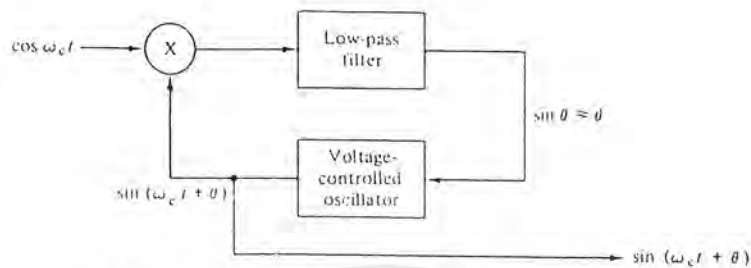 cos ω_c t
X
Low-pass
filter
sin θ ≈ θ
Voltage-
controlled
oscillator
sin (ω_c t + θ)
sin (ω_c t + θ)